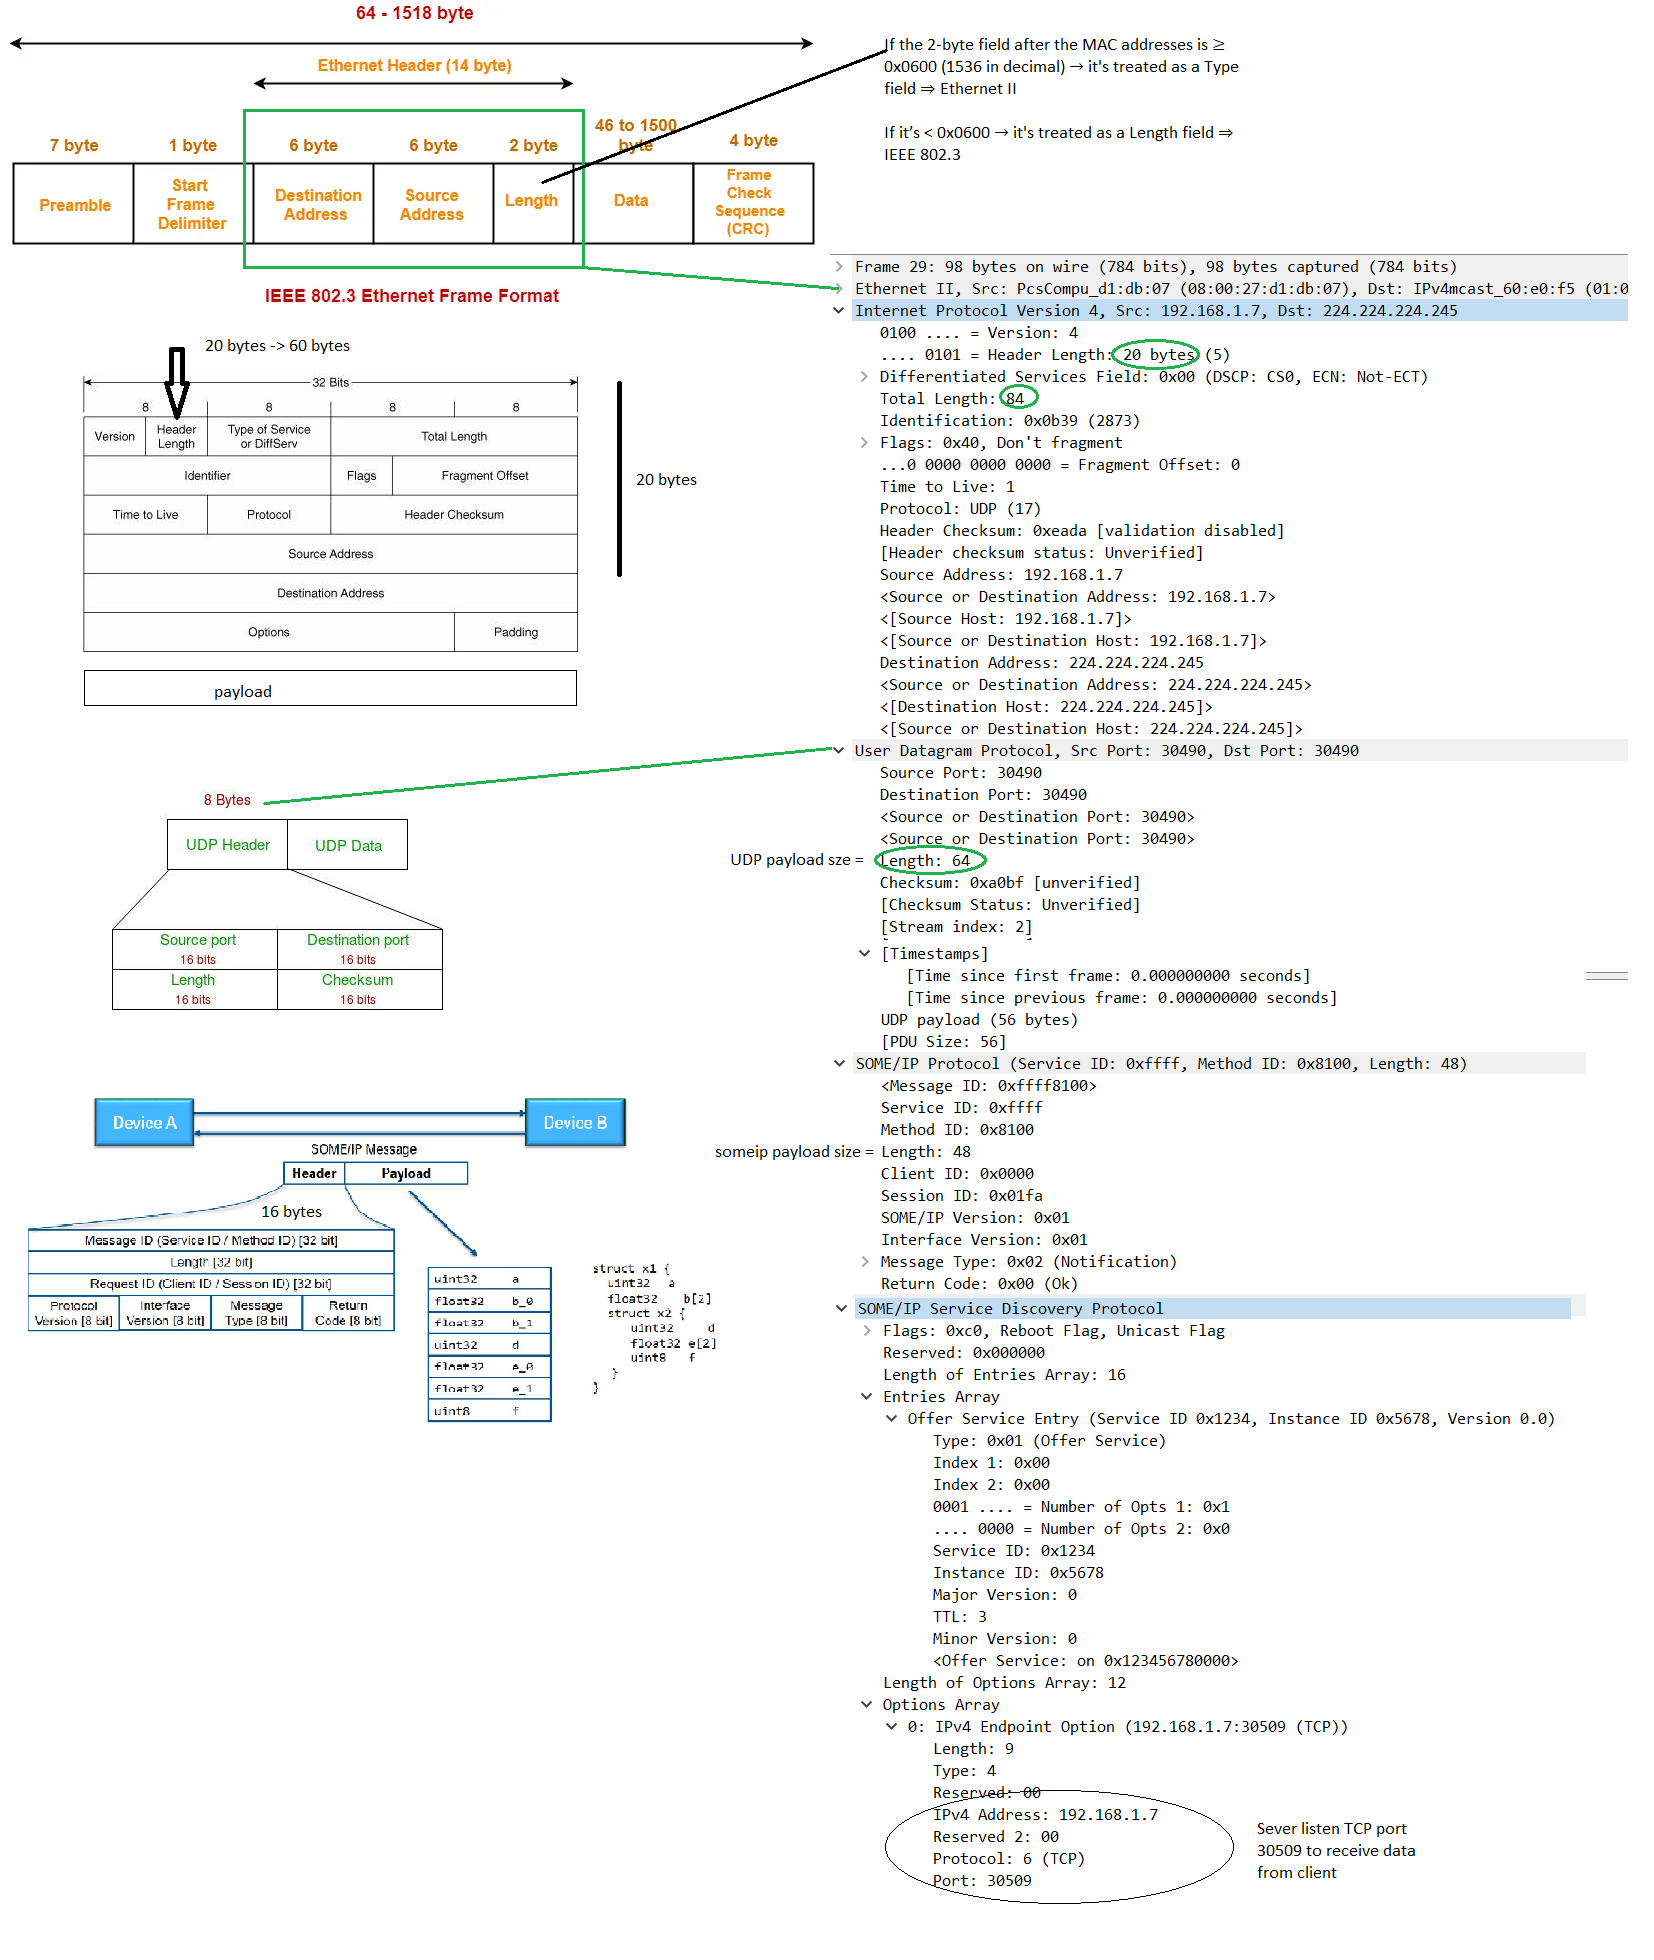 64 - 1518 byte
Ethernet Header (14 byte)
7 byte
1 byte
6 byte
6 byte
2 byte
46 to 1500 byte
4 byte
Preamble
Start Frame Delimiter
Destination Address
Source Address
Length
Data
Frame Check Sequence (CRC)
IEEE 802.3 Ethernet Frame Format
If the 2-byte field after the MAC addresses is ≥
0x0600 (1536 in decimal) → it's treated as a Type
field ⇒ Ethernet II
If it’s < 0x0600 → it's treated as a Length field ⇒
IEEE 802.3
20 bytes -> 60 bytes
32 Bits
8
8
8
8
Version
Header Length
Type of Service or DiffServ
Total Length
Identifier
Flags
Fragment Offset
Time to Live
Protocol
Header Checksum
Source Address
Destination Address
Options
Padding
20 bytes
payload
8 Bytes
UDP Header
UDP Data
Source port
16 bits
Destination port
16 bits
Length
16 bits
Checksum
16 bits
Device A
Device B
SOME/IP Message
Header
Payload
16 bytes
Message ID (Service ID / Method ID) [32 bit]
Length [32 bit]
Request ID (Client ID / Session ID) [32 bit]
Protocol Version [8 bit]
Interface Version [8 bit]
Message Type [8 bit]
Return Code [8 bit]
uint32 a
float32 b_0
float32 b_1
uint32 d
float32 e_0
float32 e_1
uint8 f
struct x1 {
uint32 a
float32 b[2]
struct x2 {
uint32 d
float32 e[2]
uint8 f
}
}
Frame 29: 98 bytes on wire (784 bits), 98 bytes captured (784 bits)
Ethernet II, Src: PcsCompu_d1:db:07 (08:00:27:d1:db:07), Dst: IPv4mcast_60:e0:f5 (01:0
Internet Protocol Version 4, Src: 192.168.1.7, Dst: 224.224.224.245
0100 .... = Version: 4
.... 0101 = Header Length: 20 bytes (5)
Differentiated Services Field: 0x00 (DSCP: CS0, ECN: Not-ECT)
Total Length: 84
Identification: 0x0b39 (2873)
Flags: 0x40, Don't fragment
...0 0000 0000 0000 = Fragment Offset: 0
Time to Live: 1
Protocol: UDP (17)
Header Checksum: 0xeada [validation disabled]
[Header checksum status: Unverified]
Source Address: 192.168.1.7
<Source or Destination Address: 192.168.1.7>
<[Source Host: 192.168.1.7]>
<[Source or Destination Host: 192.168.1.7]>
Destination Address: 224.224.224.245
<Source or Destination Address: 224.224.224.245>
<[Destination Host: 224.224.224.245]>
<[Source or Destination Host: 224.224.224.245]>
User Datagram Protocol, Src Port: 30490, Dst Port: 30490
Source Port: 30490
Destination Port: 30490
<Source or Destination Port: 30490>
<Source or Destination Port: 30490>
UDP payload sze = Length: 64
Checksum: 0xa0bf [unverified]
[Checksum Status: Unverified]
[Stream index: 2]
[Timestamps]
[Time since first frame: 0.000000000 seconds]
[Time since previous frame: 0.000000000 seconds]
UDP payload (56 bytes)
[PDU Size: 56]
SOME/IP Protocol (Service ID: 0xffff, Method ID: 0x8100, Length: 48)
<Message ID: 0xffff8100>
Service ID: 0xffff
Method ID: 0x8100
someip payload size = Length: 48
Client ID: 0x0000
Session ID: 0x01fa
SOME/IP Version: 0x01
Interface Version: 0x01
Message Type: 0x02 (Notification)
Return Code: 0x00 (Ok)
SOME/IP Service Discovery Protocol
Flags: 0xc0, Reboot Flag, Unicast Flag
Reserved: 0x000000
Length of Entries Array: 16
Entries Array
Offer Service Entry (Service ID 0x1234, Instance ID 0x5678, Version 0.0)
Type: 0x01 (Offer Service)
Index 1: 0x00
Index 2: 0x00
0001 .... = Number of Opts 1: 0x1
.... 0000 = Number of Opts 2: 0x0
Service ID: 0x1234
Instance ID: 0x5678
Major Version: 0
TTL: 3
Minor Version: 0
<Offer Service: on 0x123456780000>
Length of Options Array: 12
Options Array
0: IPv4 Endpoint Option (192.168.1.7:30509 (TCP))
Length: 9
Type: 4
Reserved: 00
IPv4 Address: 192.168.1.7
Reserved 2: 00
Protocol: 6 (TCP)
Port: 30509
Sever listen TCP port
30509 to receive data
from client